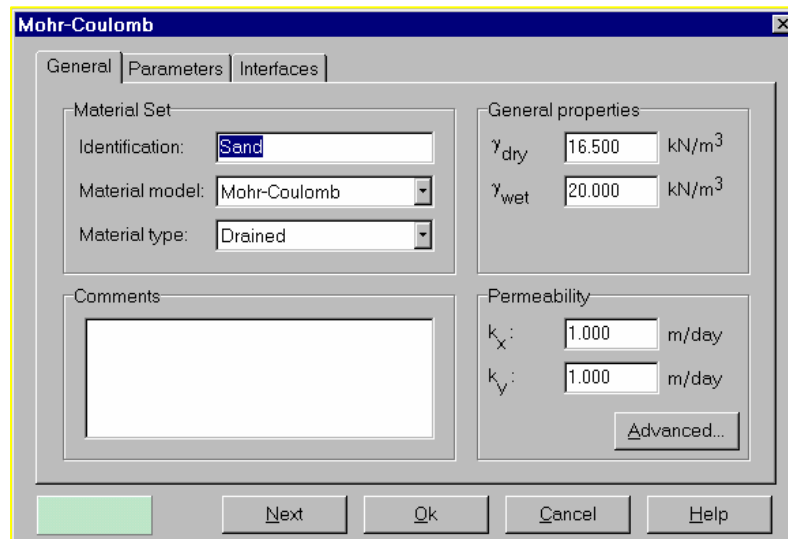 Mohr-Coulomb
General Parameters Interfaces
Material Set
Identification: Sand
Material model: Mohr-Coulomb
Material type: Drained
General properties
γdry 16.500 kN/m³
γwet 20.000 kN/m³
Comments
Permeability
kx: 1.000 m/day
ky: 1.000 m/day
Advanced...
Next Ok Cancel Help